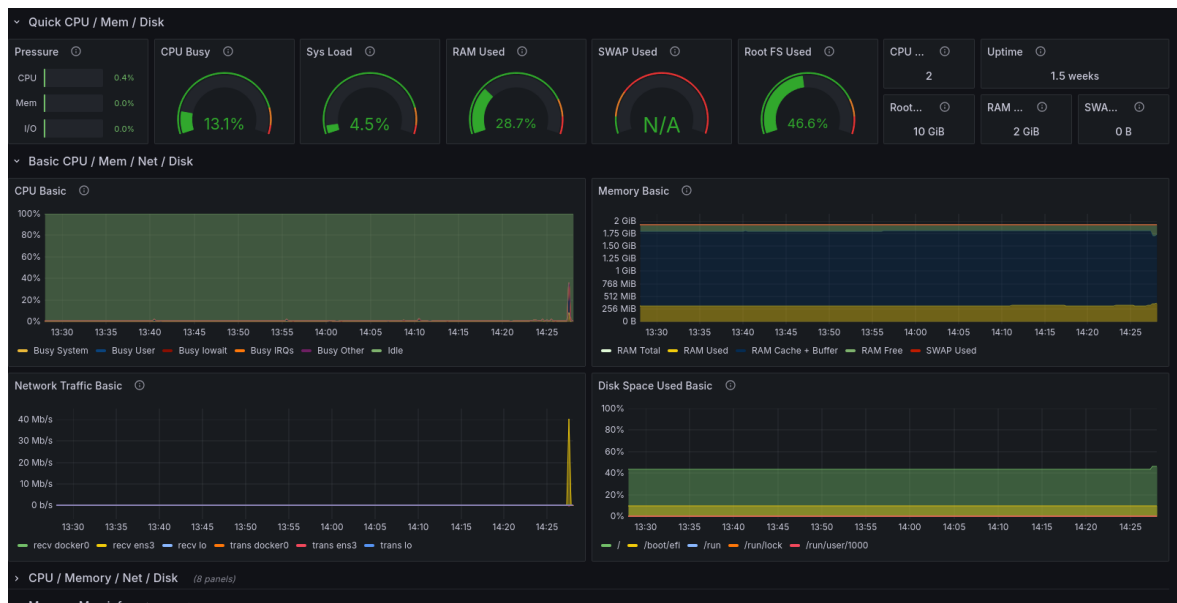 Quick CPU / Mem / Disk
Pressure
CPU 0.4%
Mem 0.0%
I/O 0.0%
CPU Busy
13.1%
Sys Load
4.5%
RAM Used
28.7%
SWAP Used
N/A
Root FS Used
46.6%
CPU ...
2
Uptime
1.5 weeks
Root...
10 GiB
RAM ...
2 GiB
SWA...
0 B
Basic CPU / Mem / Net / Disk
CPU Basic
100%
80%
60%
40%
20%
0%
13:30 13:35 13:40 13:45 13:50 13:55 14:00 14:05 14:10 14:15 14:20 14:25
Busy System Busy User Busy Iowait Busy IRQs Busy Other Idle
Memory Basic
2 GiB
1.75 GiB
1.50 GiB
1.25 GiB
1 GiB
768 MiB
512 MiB
256 MiB
0 B
13:30 13:35 13:40 13:45 13:50 13:55 14:00 14:05 14:10 14:15 14:20 14:25
RAM Total RAM Used RAM Cache + Buffer RAM Free SWAP Used
Network Traffic Basic
40 Mb/s
30 Mb/s
20 Mb/s
10 Mb/s
0 b/s
13:30 13:35 13:40 13:45 13:50 13:55 14:00 14:05 14:10 14:15 14:20 14:25
recv docker0 recv ens3 recv lo trans docker0 trans ens3 trans lo
Disk Space Used Basic
100%
80%
60%
40%
20%
0%
13:30 13:35 13:40 13:45 13:50 13:55 14:00 14:05 14:10 14:15 14:20 14:25
/ /boot/efi /run /run/lock /run/user/1000
CPU / Memory / Net / Disk (8 panels)